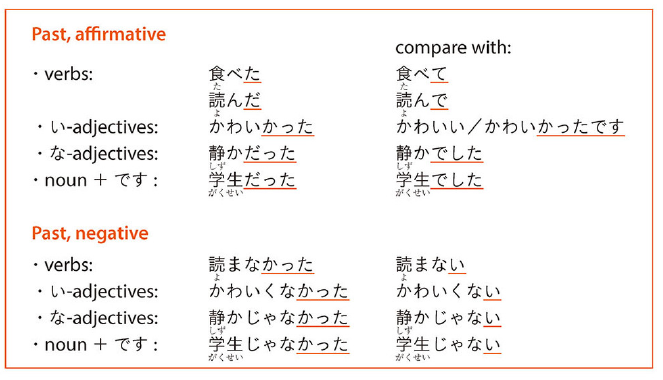 Past, affirmative
compare with:
・verbs: 食べた 食べて
た た
読んだ 読んで
よ よ
・い-adjectives: かわいかった かわいい／かわいかったです
・な-adjectives: 静かだった 静かでした
しず しず
・noun + です : 学生だった 学生でした
がくせい がくせい
Past, negative
・verbs: 読まなかった 読まない
よ よ
・い-adjectives: かわいくなかった かわいくない
・な-adjectives: 静かじゃなかった 静かじゃない
しず しず
・noun + です : 学生じゃなかった 学生じゃない
がくせい がくせい